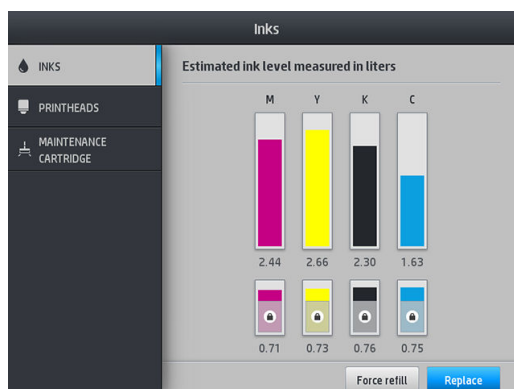 Inks
INKS
PRINTHEADS
MAINTENANCE
CARTRIDGE
Estimated ink level measured in liters
M Y K C
2.44 2.66 2.30 1.63
0.71 0.73 0.76 0.75
Force refill Replace